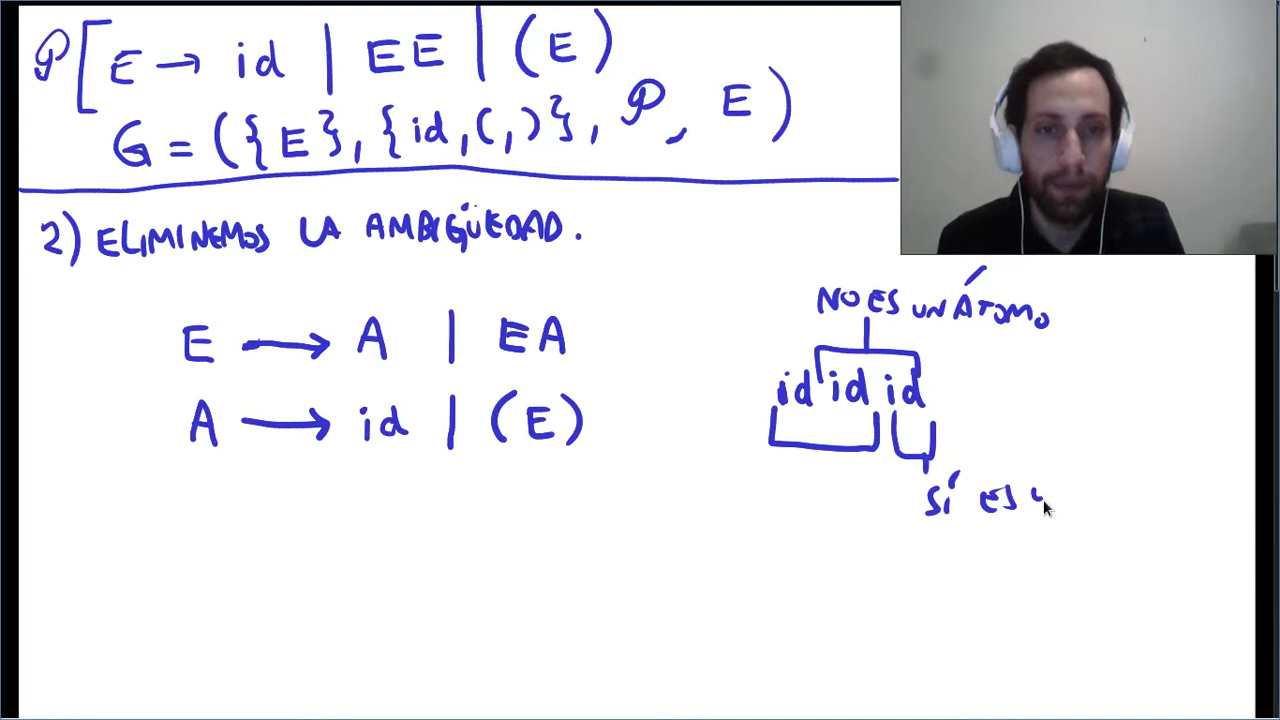 P [ E → id | EE | (E)
G = ({E}, {id, (, )}, P, E)
2) ELIMINEMOS LA AMBIGÜEDAD.
E → A | EA
A → id | (E)
NO ES UN ÁTOMO
id id id
SÍ ES